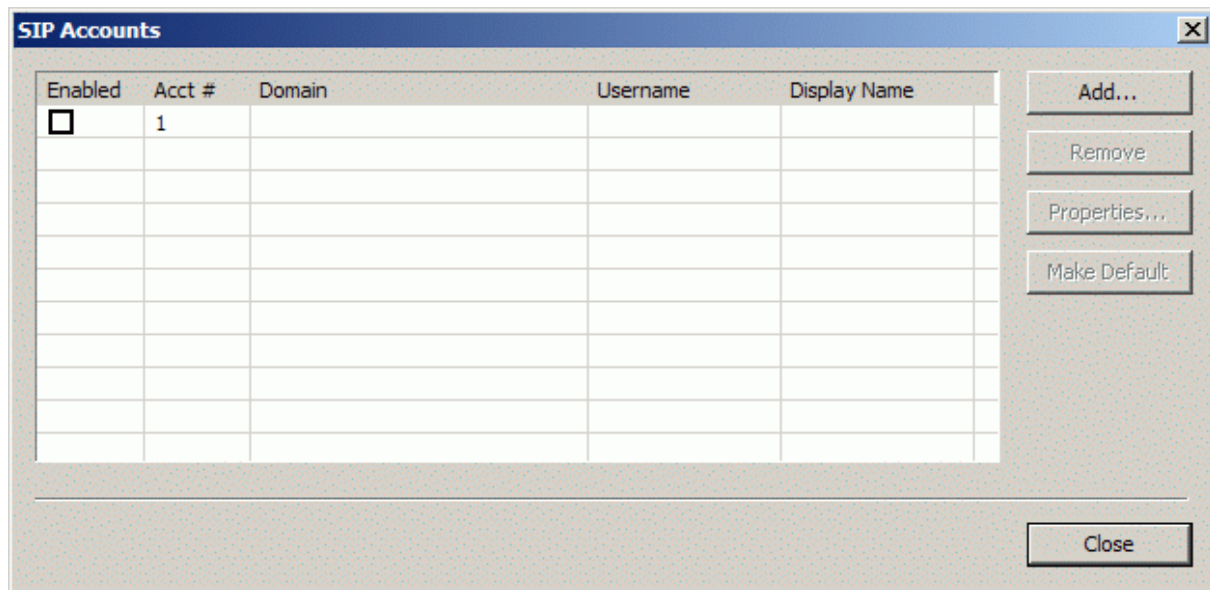 SIP Accounts
Enabled Acct # Domain Username Display Name
1
Add...
Remove
Properties...
Make Default
Close